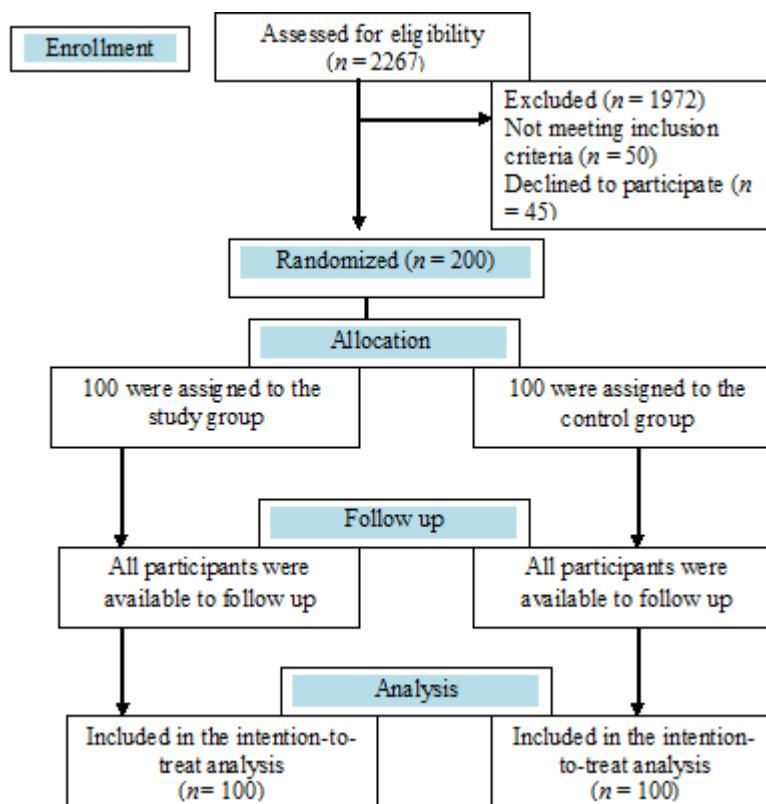 Enrollment
Assessed for eligibility
(n = 2267)
Excluded (n = 1972)
Not meeting inclusion
criteria (n = 50)
Declined to participate (n
= 45)
Randomized (n = 200)
Allocation
100 were assigned to the
study group
100 were assigned to the
control group
Follow up
All participants were
available to follow up
All participants were
available to follow up
Analysis
Included in the intention-to-
treat analysis
(n= 100)
Included in the intention-
to-treat analysis
(n = 100)